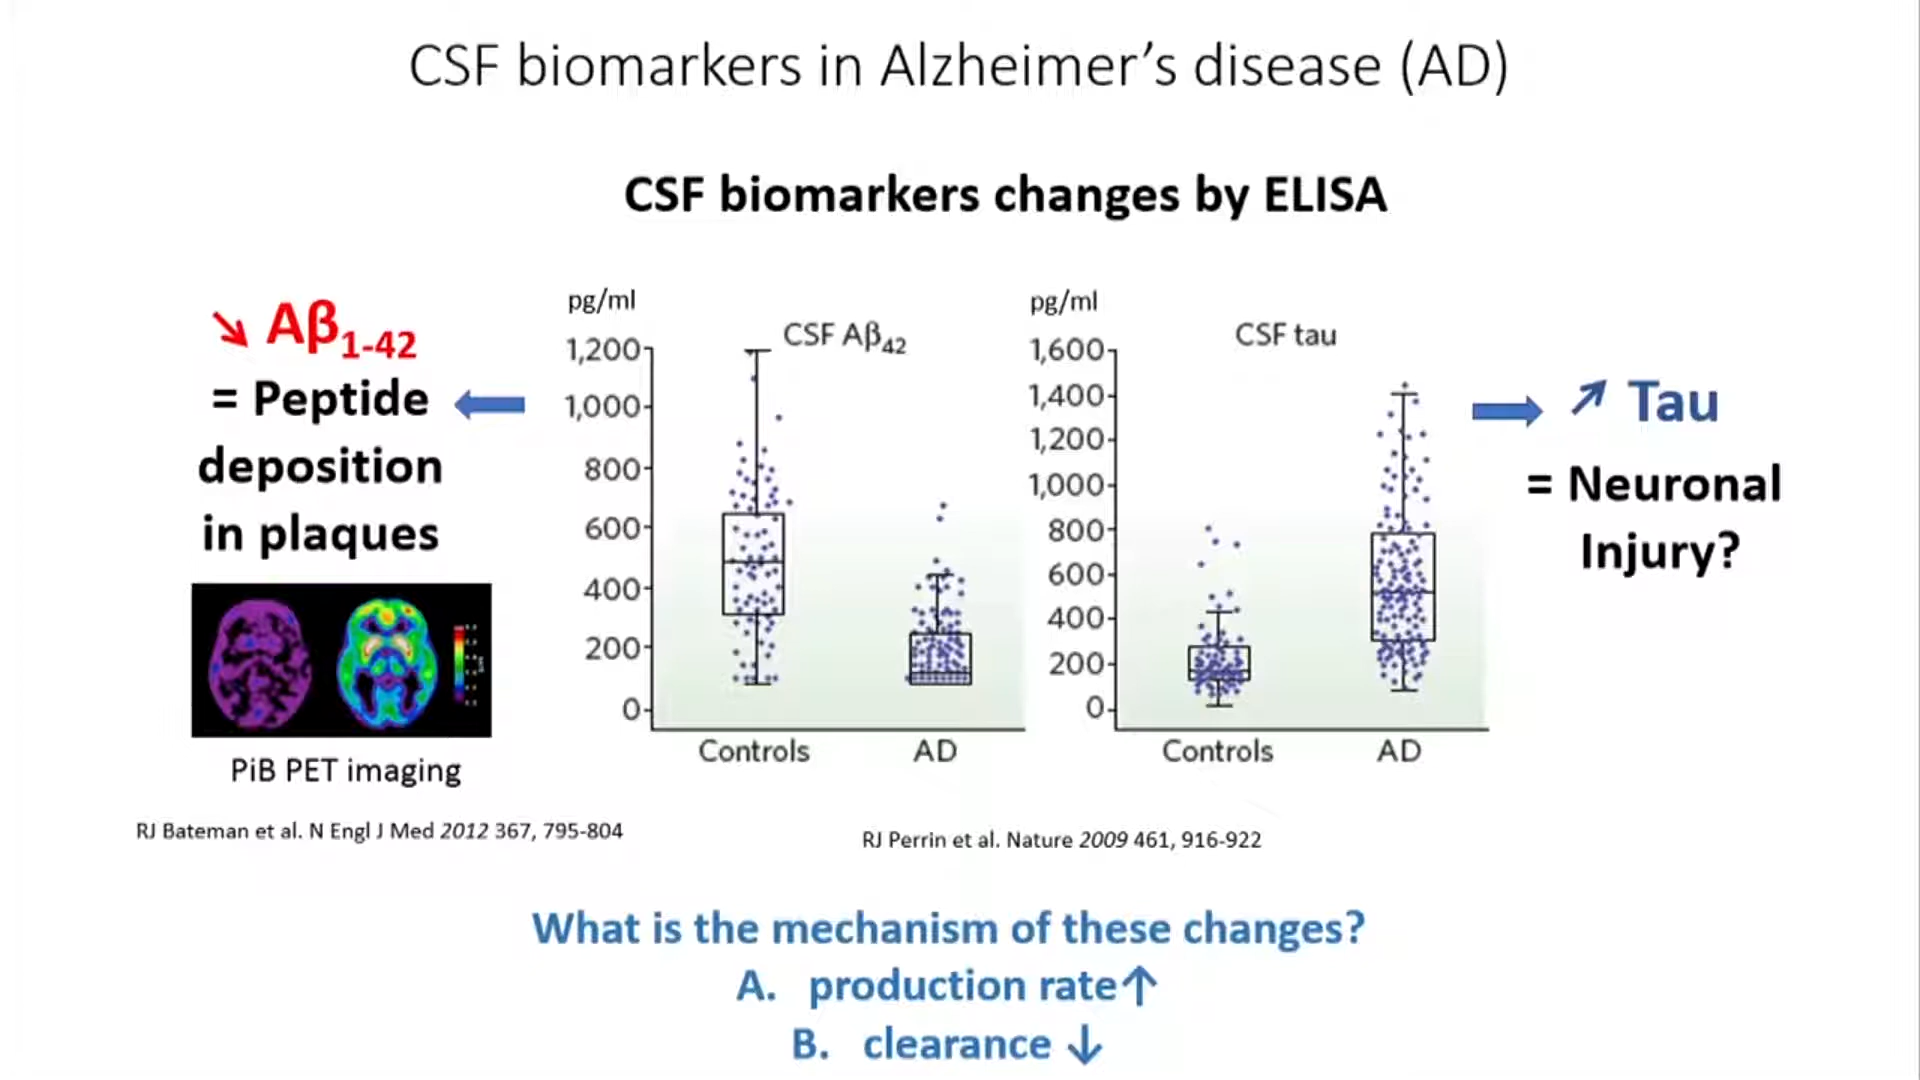 CSF biomarkers in Alzheimer's disease (AD)
CSF biomarkers changes by ELISA
↘ Aβ1-42
= Peptide
deposition
in plaques
PiB PET imaging
RJ Bateman et al. N Engl J Med 2012 367, 795-804
pg/ml
CSF Aβ42
1,200
1,000
800
600
400
200
0
Controls AD
pg/ml
CSF tau
1,600
1,400
1,200
1,000
800
600
400
200
0
Controls AD
RJ Perrin et al. Nature 2009 461, 916-922
↗ Tau
= Neuronal
Injury?
What is the mechanism of these changes?
A. production rate↑
B. clearance ↓